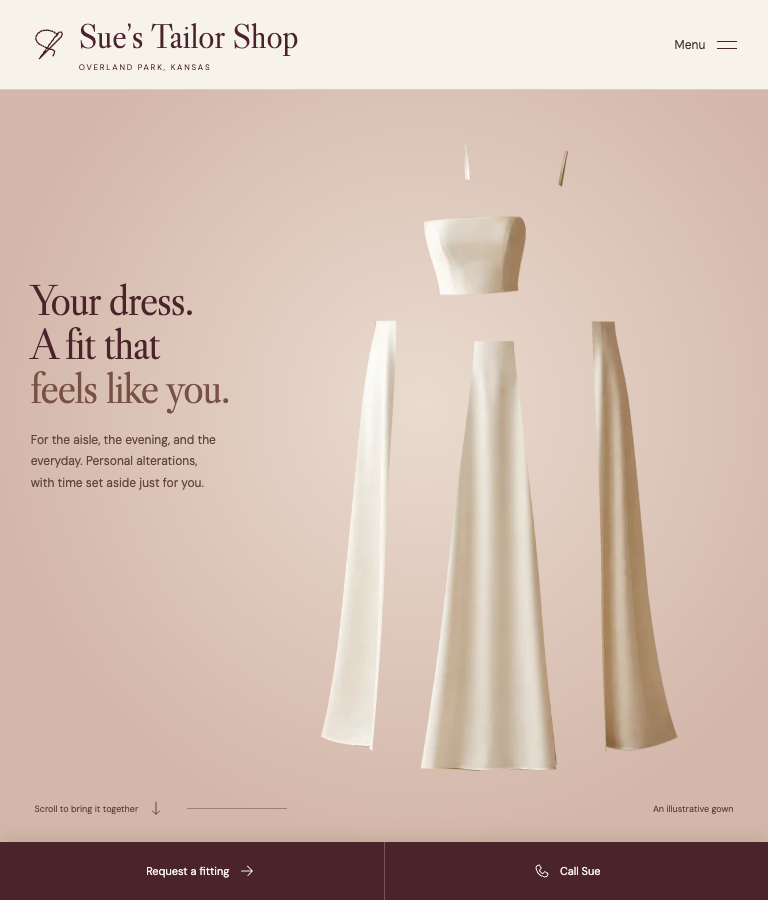 Sue's Tailor Shop
OVERLAND PARK, KANSAS
Menu
Your dress.
A fit that
feels like you.
For the aisle, the evening, and the
everyday. Personal alterations,
with time set aside just for you.
Scroll to bring it together
An illustrative gown
Request a fitting
Call Sue